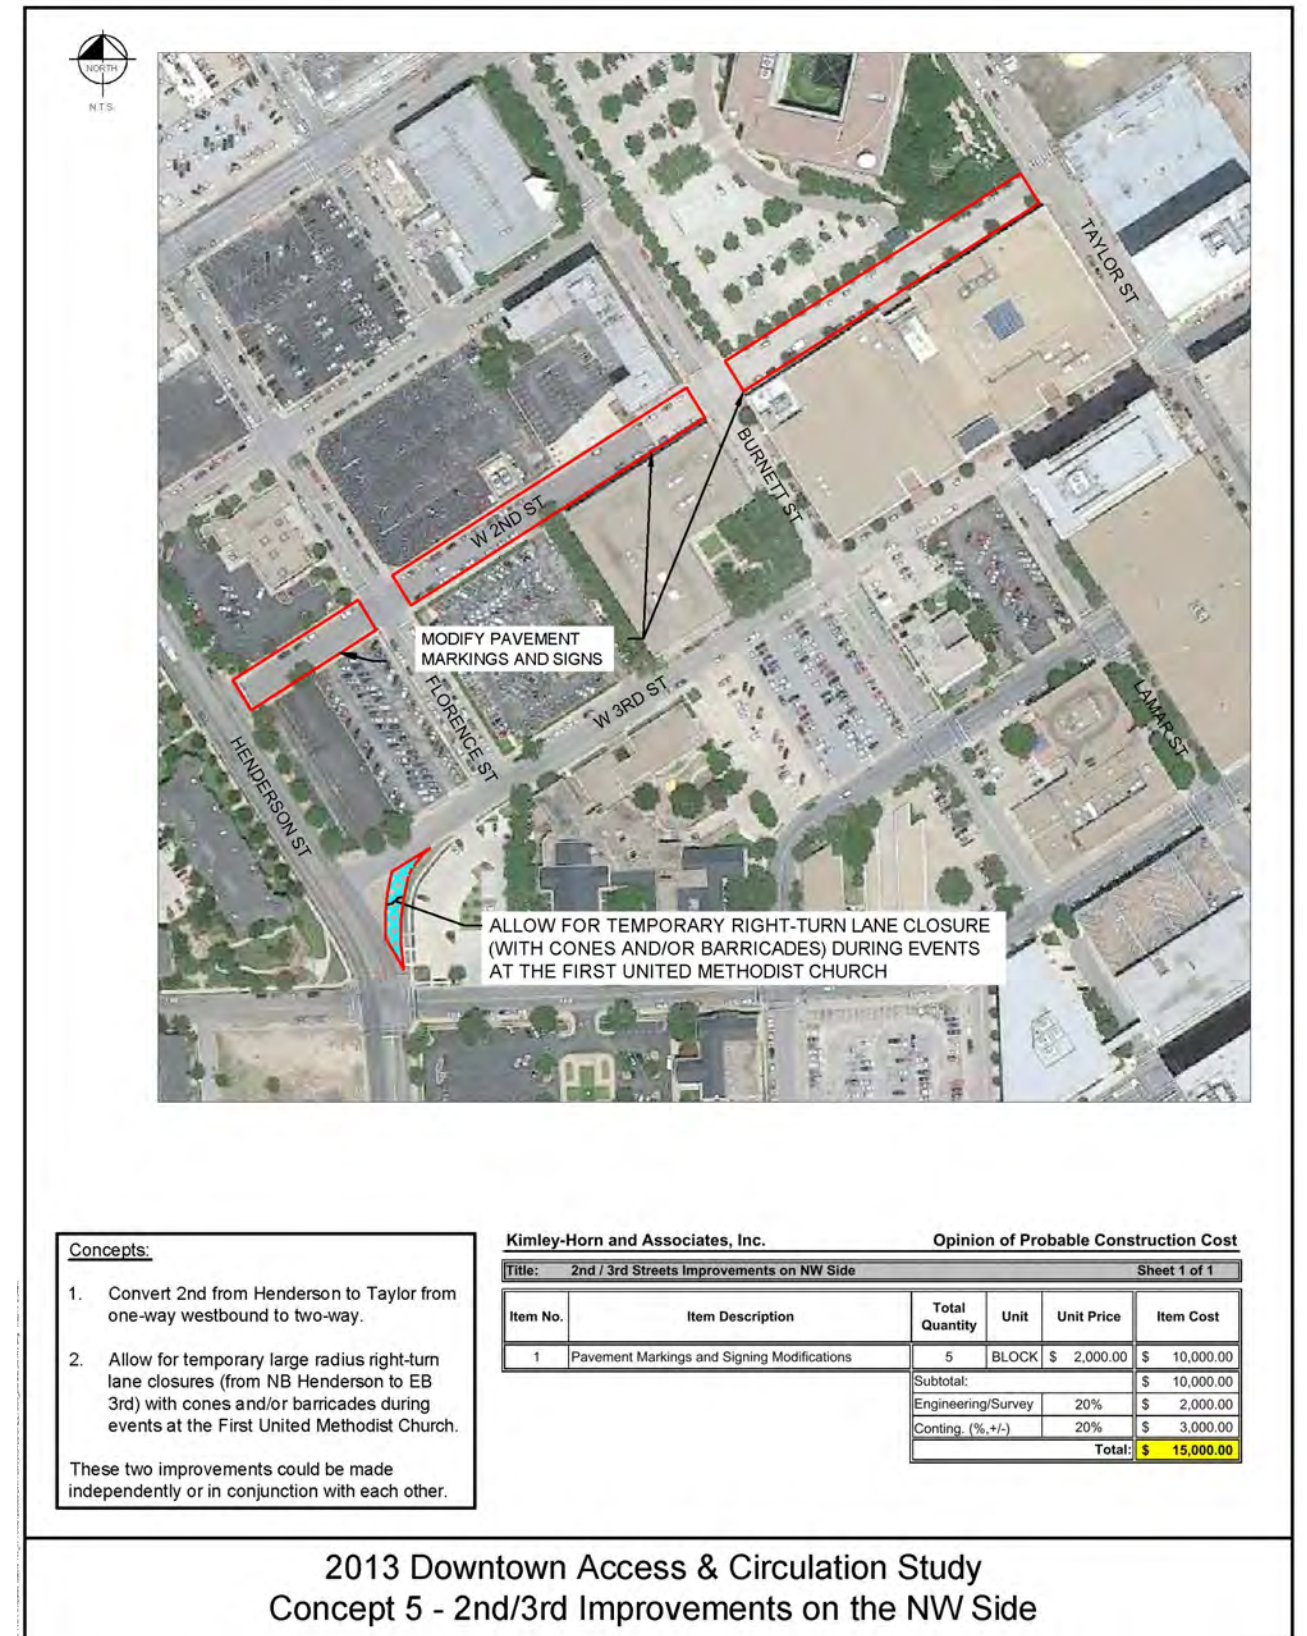 NORTH
N.T.S.
TAYLOR ST
BURNETT ST
W 2ND ST
MODIFY PAVEMENT
MARKINGS AND SIGNS
FLORENCE ST
W 3RD ST
LAMAR ST
HENDERSON ST
ALLOW FOR TEMPORARY RIGHT-TURN LANE CLOSURE
(WITH CONES AND/OR BARRICADES) DURING EVENTS
AT THE FIRST UNITED METHODIST CHURCH
Concepts:
1. Convert 2nd from Henderson to Taylor from
one-way westbound to two-way.
2. Allow for temporary large radius right-turn
lane closures (from NB Henderson to EB
3rd) with cones and/or barricades during
events at the First United Methodist Church.
These two improvements could be made
independently or in conjunction with each other.
Kimley-Horn and Associates, Inc. Opinion of Probable Construction Cost
Title: 2nd / 3rd Streets Improvements on NW Side Sheet 1 of 1
Item No. Item Description Total Quantity Unit Unit Price Item Cost
1 Pavement Markings and Signing Modifications 5 BLOCK $ 2,000.00 $ 10,000.00
Subtotal: $ 10,000.00
Engineering/Survey 20% $ 2,000.00
Conting. (%,+/-) 20% $ 3,000.00
Total: $ 15,000.00
2013 Downtown Access & Circulation Study
Concept 5 - 2nd/3rd Improvements on the NW Side